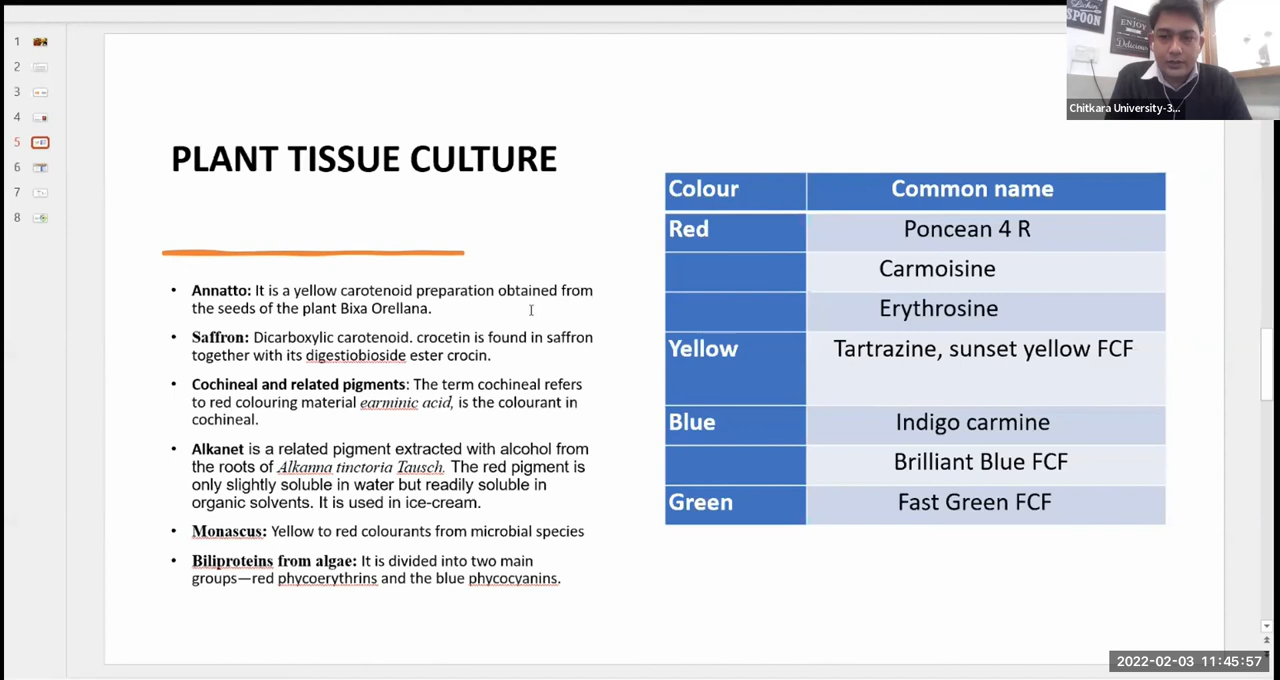 1
2
3
4
5
6
7
8
SPOON
ENJOY
Chitkara University-3...
PLANT TISSUE CULTURE
• Annatto: It is a yellow carotenoid preparation obtained from
the seeds of the plant Bixa Orellana.
• Saffron: Dicarboxylic carotenoid. crocetin is found in saffron
together with its digestiobioside ester crocin.
• Cochineal and related pigments: The term cochineal refers
to red colouring material earminic acid, is the colourant in
cochineal.
• Alkanet is a related pigment extracted with alcohol from
the roots of Alkanna tinctoria Tausch. The red pigment is
only slightly soluble in water but readily soluble in
organic solvents. It is used in ice-cream.
• Monascus: Yellow to red colourants from microbial species
• Biliproteins from algae: It is divided into two main
groups—red phycoerythrins and the blue phycocyanins.
Colour Common name
Red Poncean 4 R
Carmoisine
Erythrosine
Yellow Tartrazine, sunset yellow FCF
Blue Indigo carmine
Brilliant Blue FCF
Green Fast Green FCF
2022-02-03 11:45:57